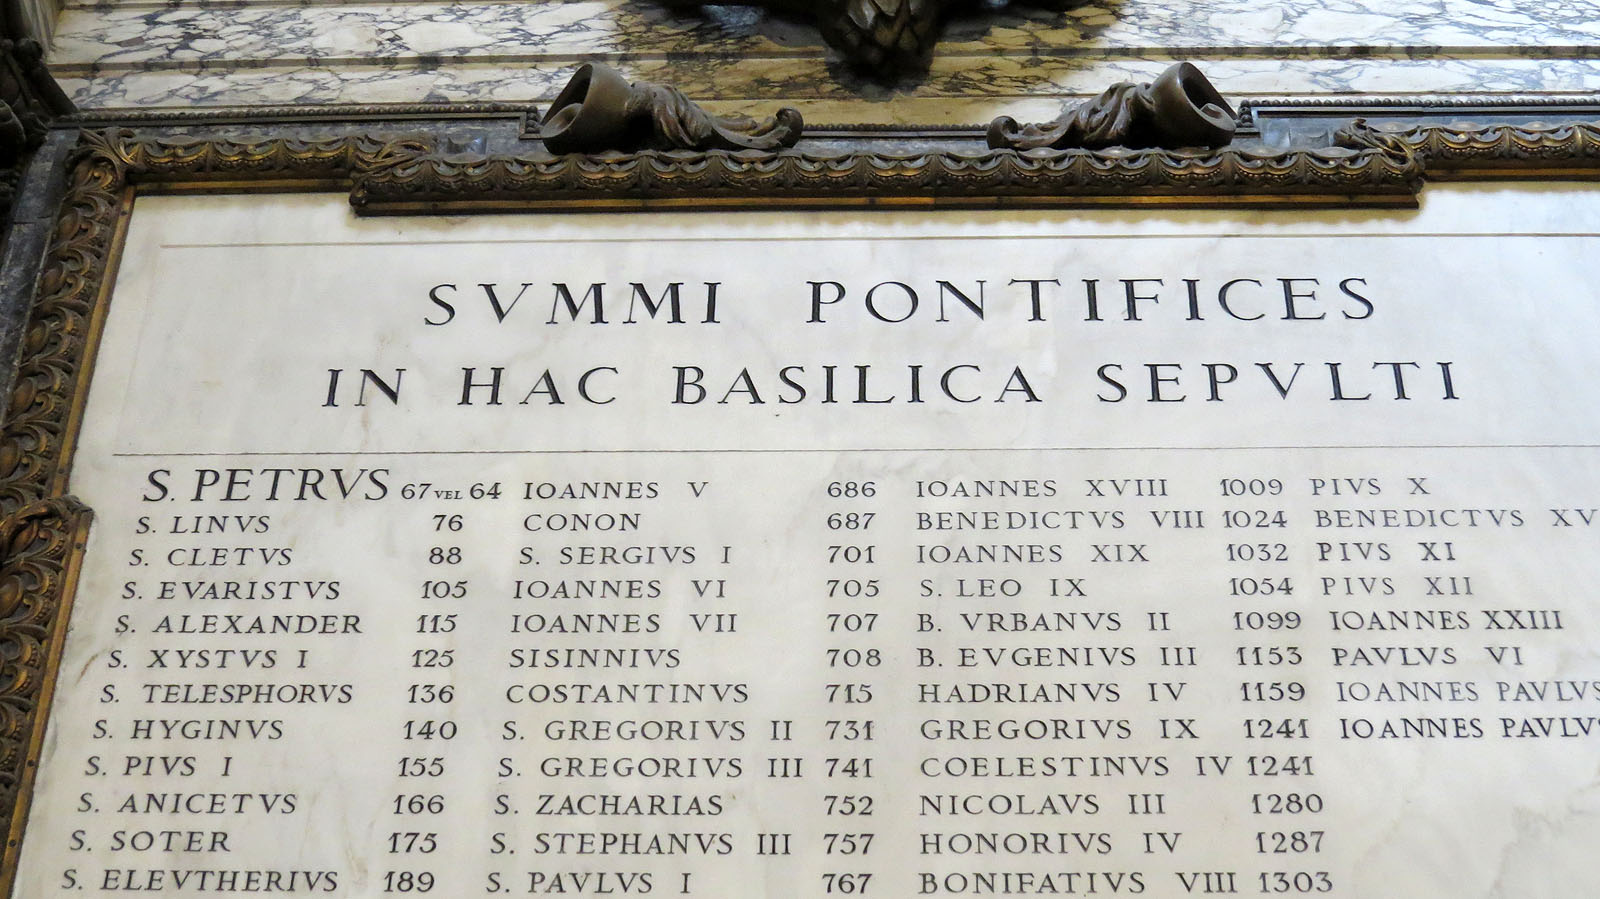 SVMMI PONTIFICES
IN HAC BASILICA SEPVLTI
S. PETRVS 67 VEL 64
S. LINVS 76
S. CLETVS 88
S. EVARISTVS 105
S. ALEXANDER 115
S. XYSTVS I 125
S. TELESPHORVS 136
S. HYGINVS 140
S. PIVS I 155
S. ANICETVS 166
S. SOTER 175
S. ELEVTHERIVS 189
IOANNES V 686
CONON 687
S. SERGIVS I 701
IOANNES VI 705
IOANNES VII 707
SISINNIVS 708
COSTANTINVS 715
S. GREGORIVS II 731
S. GREGORIVS III 741
S. ZACHARIAS 752
S. STEPHANVS III 757
S. PAVLVS I 767
IOANNES XVIII 1009
BENEDICTVS VIII 1024
IOANNES XIX 1032
S. LEO IX 1054
B. VRBANVS II 1099
B. EVGENIVS III 1153
HADRIANVS IV 1159
GREGORIVS IX 1241
COELESTINVS IV 1241
NICOLAVS III 1280
HONORIVS IV 1287
BONIFATIVS VIII 1303
PIVS X
BENEDICTVS XV
PIVS XI
PIVS XII
IOANNES XXIII
PAVLVS VI
IOANNES PAVLVS
IOANNES PAVLVS